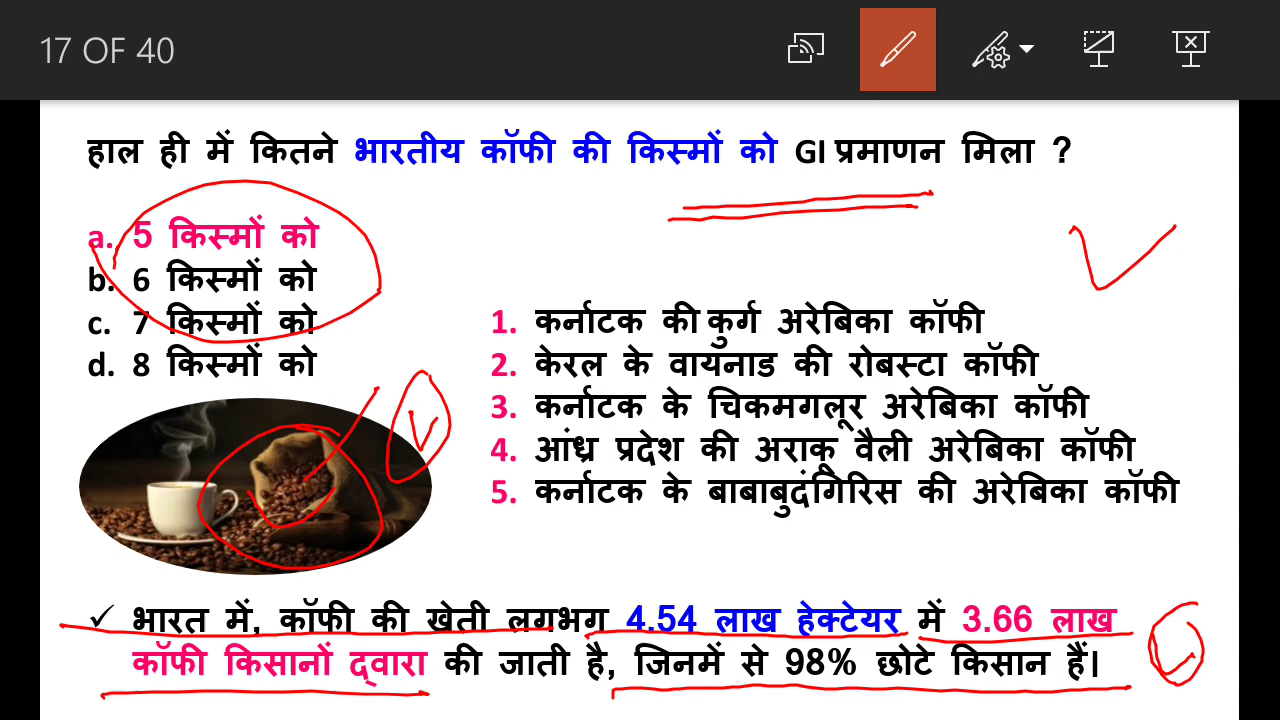 17 OF 40
हाल ही में कितने भारतीय कॉफी की किस्मों को GI प्रमाणन मिला ?
a. 5 किस्मों को
b. 6 किस्मों को
c. 7 किस्मों को
d. 8 किस्मों को
1. कर्नाटक की कुर्ग अरेबिका कॉफी
2. केरल के वायनाड की रोबस्टा कॉफी
3. कर्नाटक के चिकमगलूर अरेबिका कॉफी
4. आंध्र प्रदेश की अराकू वैली अरेबिका कॉफी
5. कर्नाटक के बाबाबुदंगिरिस की अरेबिका कॉफी
✓ भारत में, कॉफी की खेती लगभग 4.54 लाख हेक्टेयर में 3.66 लाख
कॉफी किसानों द्वारा की जाती है, जिनमें से 98% छोटे किसान हैं।